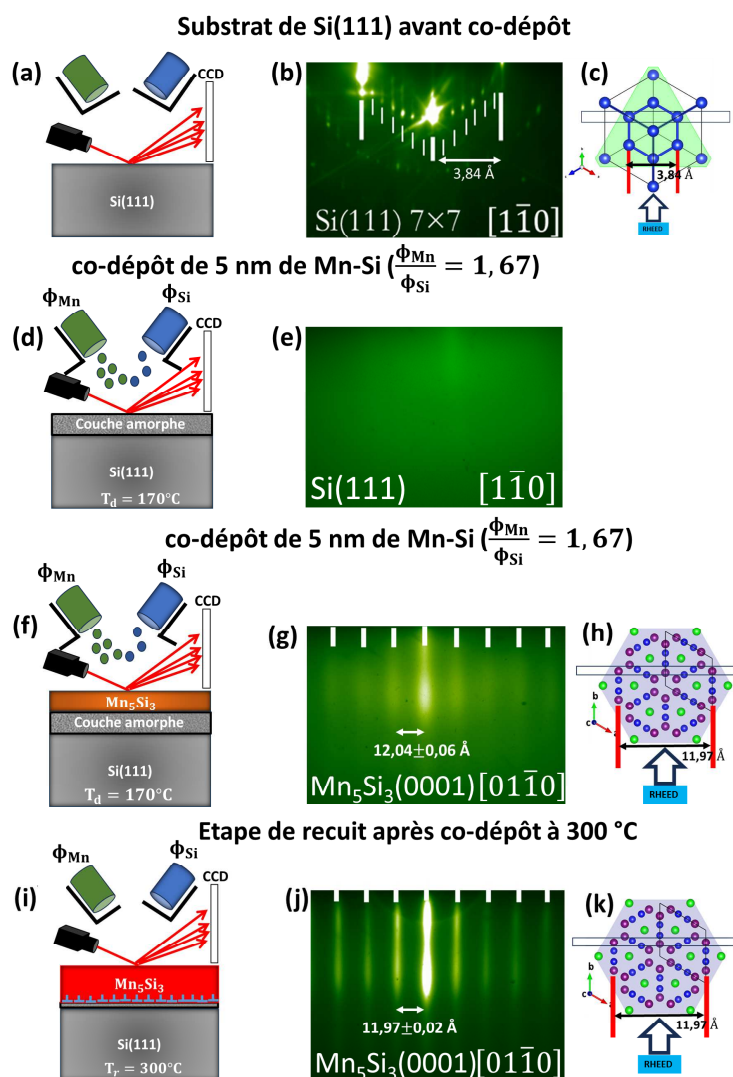 Substrat de Si(111) avant co-dépôt
(a)
CCD
Si(111)
(b)
3,84 Å
Si(111) 7×7 [11̅0]
(c)
3,84 Å
RHEED
co-dépôt de 5 nm de Mn-Si (ϕMn/ϕSi = 1, 67)
(d)
ϕMn
ϕSi
CCD
Couche amorphe
Si(111)
Td = 170°C
(e)
Si(111) [11̅0]
co-dépôt de 5 nm de Mn-Si (ϕMn/ϕSi = 1, 67)
(f)
ϕMn
ϕSi
CCD
Mn5Si3
Couche amorphe
Si(111)
Td = 170°C
(g)
12,04±0,06 Å
Mn5Si3(0001)[011̅0]
(h)
b
c
11,97 Å
RHEED
Etape de recuit après co-dépôt à 300 °C
(i)
ϕMn
ϕSi
CCD
Mn5Si3
Si(111)
Tr = 300°C
(j)
11,97±0,02 Å
Mn5Si3(0001)[011̅0]
(k)
b
c
11,97 Å
RHEED